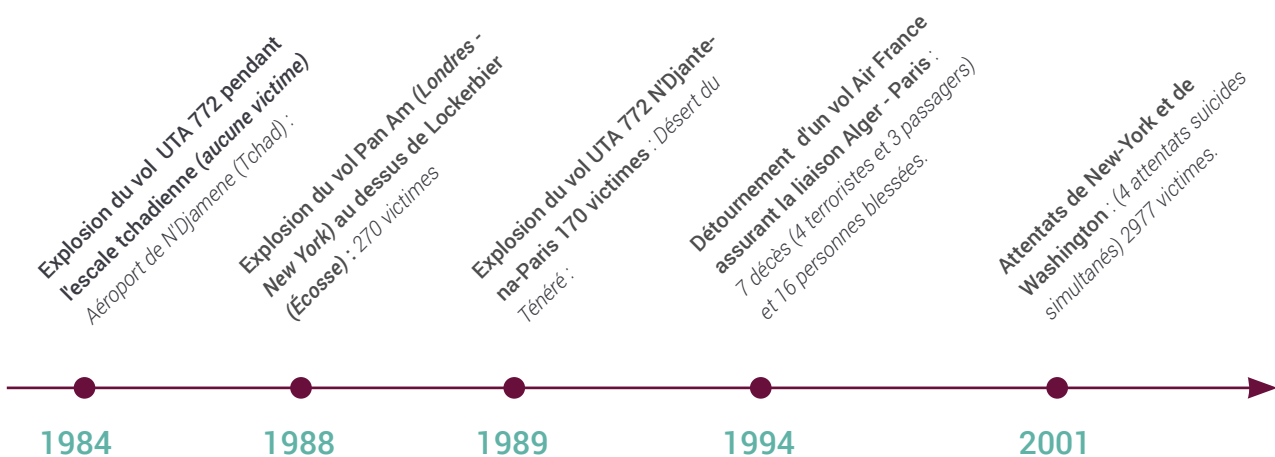 Explosion du vol UTA 772 pendant
l'escale tchadienne (aucune victime)
Aéroport de N'Djamene (Tchad) :
Explosion du vol Pan Am (Londres -
New York) au dessus de Lockerbier
(Écosse) : 270 victimes
Explosion du vol UTA 772 N'Djante-
na-Paris 170 victimes : Désert du
Ténéré :
Détournement d'un vol Air France
assurant la liaison Alger - Paris :
7 décès (4 terroristes et 3 passagers)
et 16 personnes blessées.
Attentats de New-York et de
Washington : (4 attentats suicides
simultanés) 2977 victimes.
1984
1988
1989
1994
2001